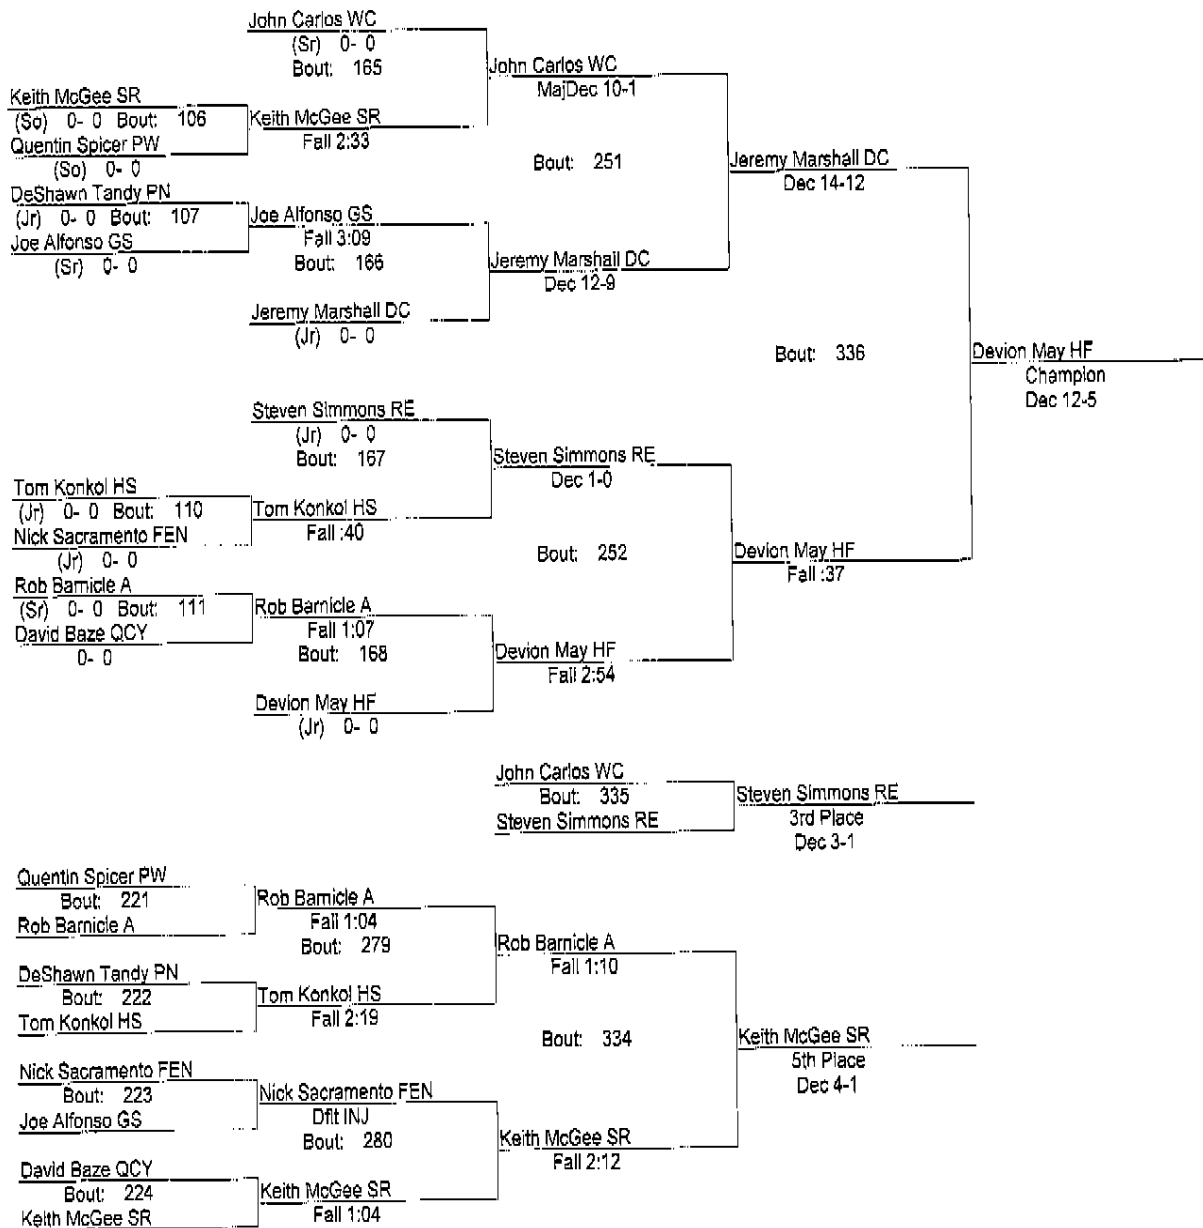 John Carlos WC
(Sr) 0- 0
Bout: 165
John Carlos WC
MajDec 10-1
Keith McGee SR
(So) 0- 0 Bout: 106
Keith McGee SR
Fall 2:33
Quentin Spicer PW
(So) 0- 0
Bout: 251
Jeremy Marshall DC
Dec 14-12
DeShawn Tandy PN
(Jr) 0- 0 Bout: 107
Joe Alfonso GS
Fall 3:09
Bout: 166
Joe Alfonso GS
(Sr) 0- 0
Jeremy Marshall DC
Dec 12-9
Jeremy Marshall DC
(Jr) 0- 0
Bout: 336
Devion May HF
Champion
Dec 12-5
Steven Simmons RE
(Jr) 0- 0
Bout: 167
Steven Simmons RE
Dec 1-0
Tom Konkol HS
(Jr) 0- 0 Bout: 110
Tom Konkol HS
Fall :40
Nick Sacramento FEN
(Jr) 0- 0
Bout: 252
Devion May HF
Fall :37
Rob Barnicle A
(Sr) 0- 0 Bout: 111
Rob Barnicle A
Fall 1:07
Bout: 168
David Baze QCY
0- 0
Devion May HF
Fall 2:54
Devion May HF
(Jr) 0- 0
John Carlos WC
Bout: 335
Steven Simmons RE
Steven Simmons RE
3rd Place
Dec 3-1
Quentin Spicer PW
Bout: 221
Rob Barnicle A
Rob Barnicle A
Fall 1:04
Bout: 279
Rob Barnicle A
Fall 1:10
DeShawn Tandy PN
Bout: 222
Tom Konkol HS
Tom Konkol HS
Fall 2:19
Bout: 334
Keith McGee SR
5th Place
Dec 4-1
Nick Sacramento FEN
Bout: 223
Joe Alfonso GS
Nick Sacramento FEN
Dflt INJ
Bout: 280
Keith McGee SR
Fall 2:12
David Baze QCY
Bout: 224
Keith McGee SR
Keith McGee SR
Fall 1:04